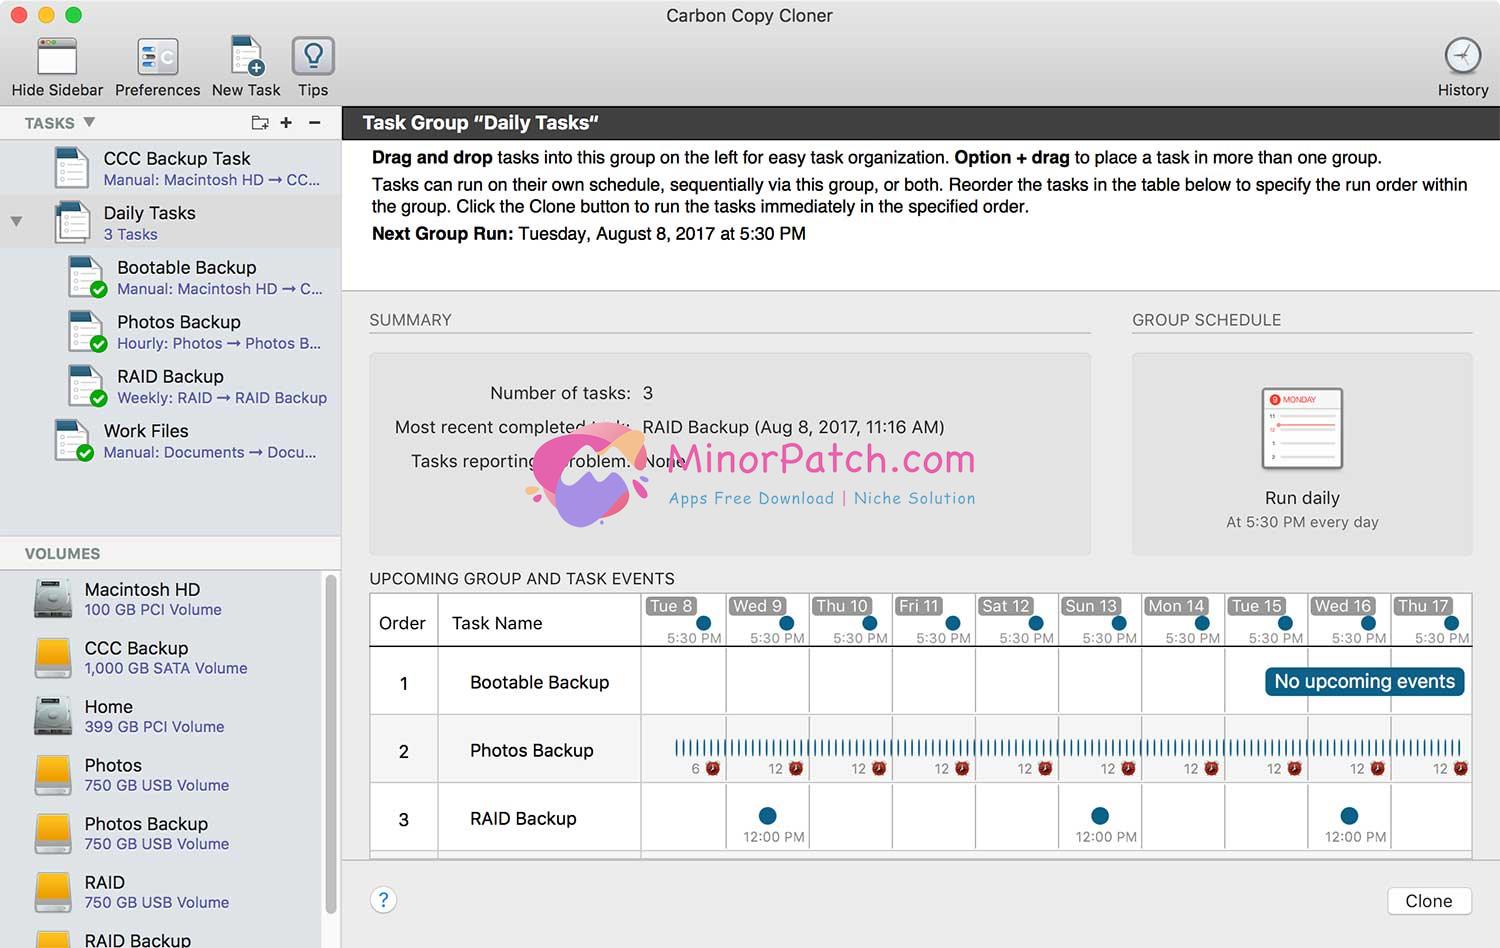 Carbon Copy Cloner
Hide Sidebar
Preferences
New Task
Tips
History
TASKS
CCC Backup Task
Manual: Macintosh HD → CC...
Daily Tasks
3 Tasks
Bootable Backup
Manual: Macintosh HD → C...
Photos Backup
Hourly: Photos → Photos B...
RAID Backup
Weekly: RAID → RAID Backup
Work Files
Manual: Documents → Docu...
VOLUMES
Macintosh HD
100 GB PCI Volume
CCC Backup
1,000 GB SATA Volume
Home
399 GB PCI Volume
Photos
750 GB USB Volume
Photos Backup
750 GB USB Volume
RAID
750 GB USB Volume
RAID Backup
Task Group “Daily Tasks“
Drag and drop tasks into this group on the left for easy task organization. Option + drag to place a task in more than one group.
Tasks can run on their own schedule, sequentially via this group, or both. Reorder the tasks in the table below to specify the run order within
the group. Click the Clone button to run the tasks immediately in the specified order.
Next Group Run: Tuesday, August 8, 2017 at 5:30 PM
SUMMARY
Number of tasks: 3
Most recent completed RAID Backup (Aug 8, 2017, 11:16 AM)
Tasks reporting problem: None
MinorPatch.com
Apps Free Download | Niche Solution
GROUP SCHEDULE
9 MONDAY
11
12
1
2
Run daily
At 5:30 PM every day
UPCOMING GROUP AND TASK EVENTS
Order Task Name Tue 8 Wed 9 Thu 10 Fri 11 Sat 12 Sun 13 Mon 14 Tue 15 Wed 16 Thu 17
5:30 PM 5:30 PM 5:30 PM 5:30 PM 5:30 PM 5:30 PM 5:30 PM 5:30 PM 5:30 PM 5:30 PM
1 Bootable Backup No upcoming events
2 Photos Backup
6 12 12 12 12 12 12 12 12 12
3 RAID Backup
12:00 PM 12:00 PM 12:00 PM
?
Clone